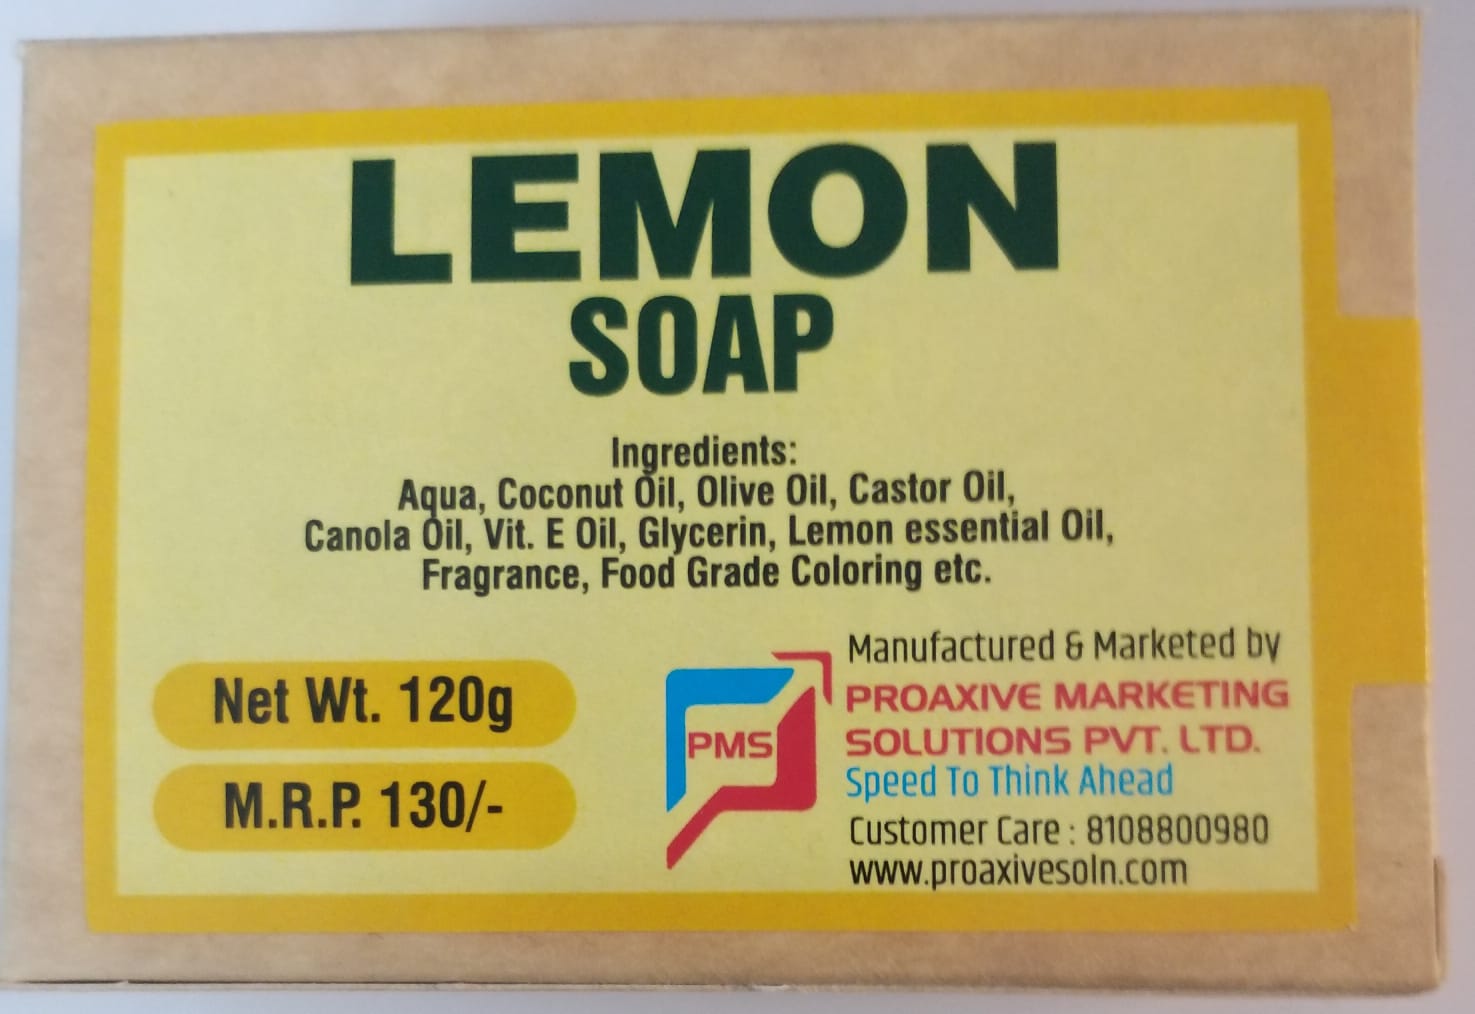 LEMON
SOAP
Ingredients:
Aqua, Coconut Oil, Olive Oil, Castor Oil,
Canola Oil, Vit. E Oil, Glycerin, Lemon essential Oil,
Fragrance, Food Grade Coloring etc.
Net Wt. 120g
M.R.P. 130/-
PMS
Manufactured & Marketed by
PROAXIVE MARKETING
SOLUTIONS PVT. LTD.
Speed To Think Ahead
Customer Care : 8108800980
www.proaxivesoln.com